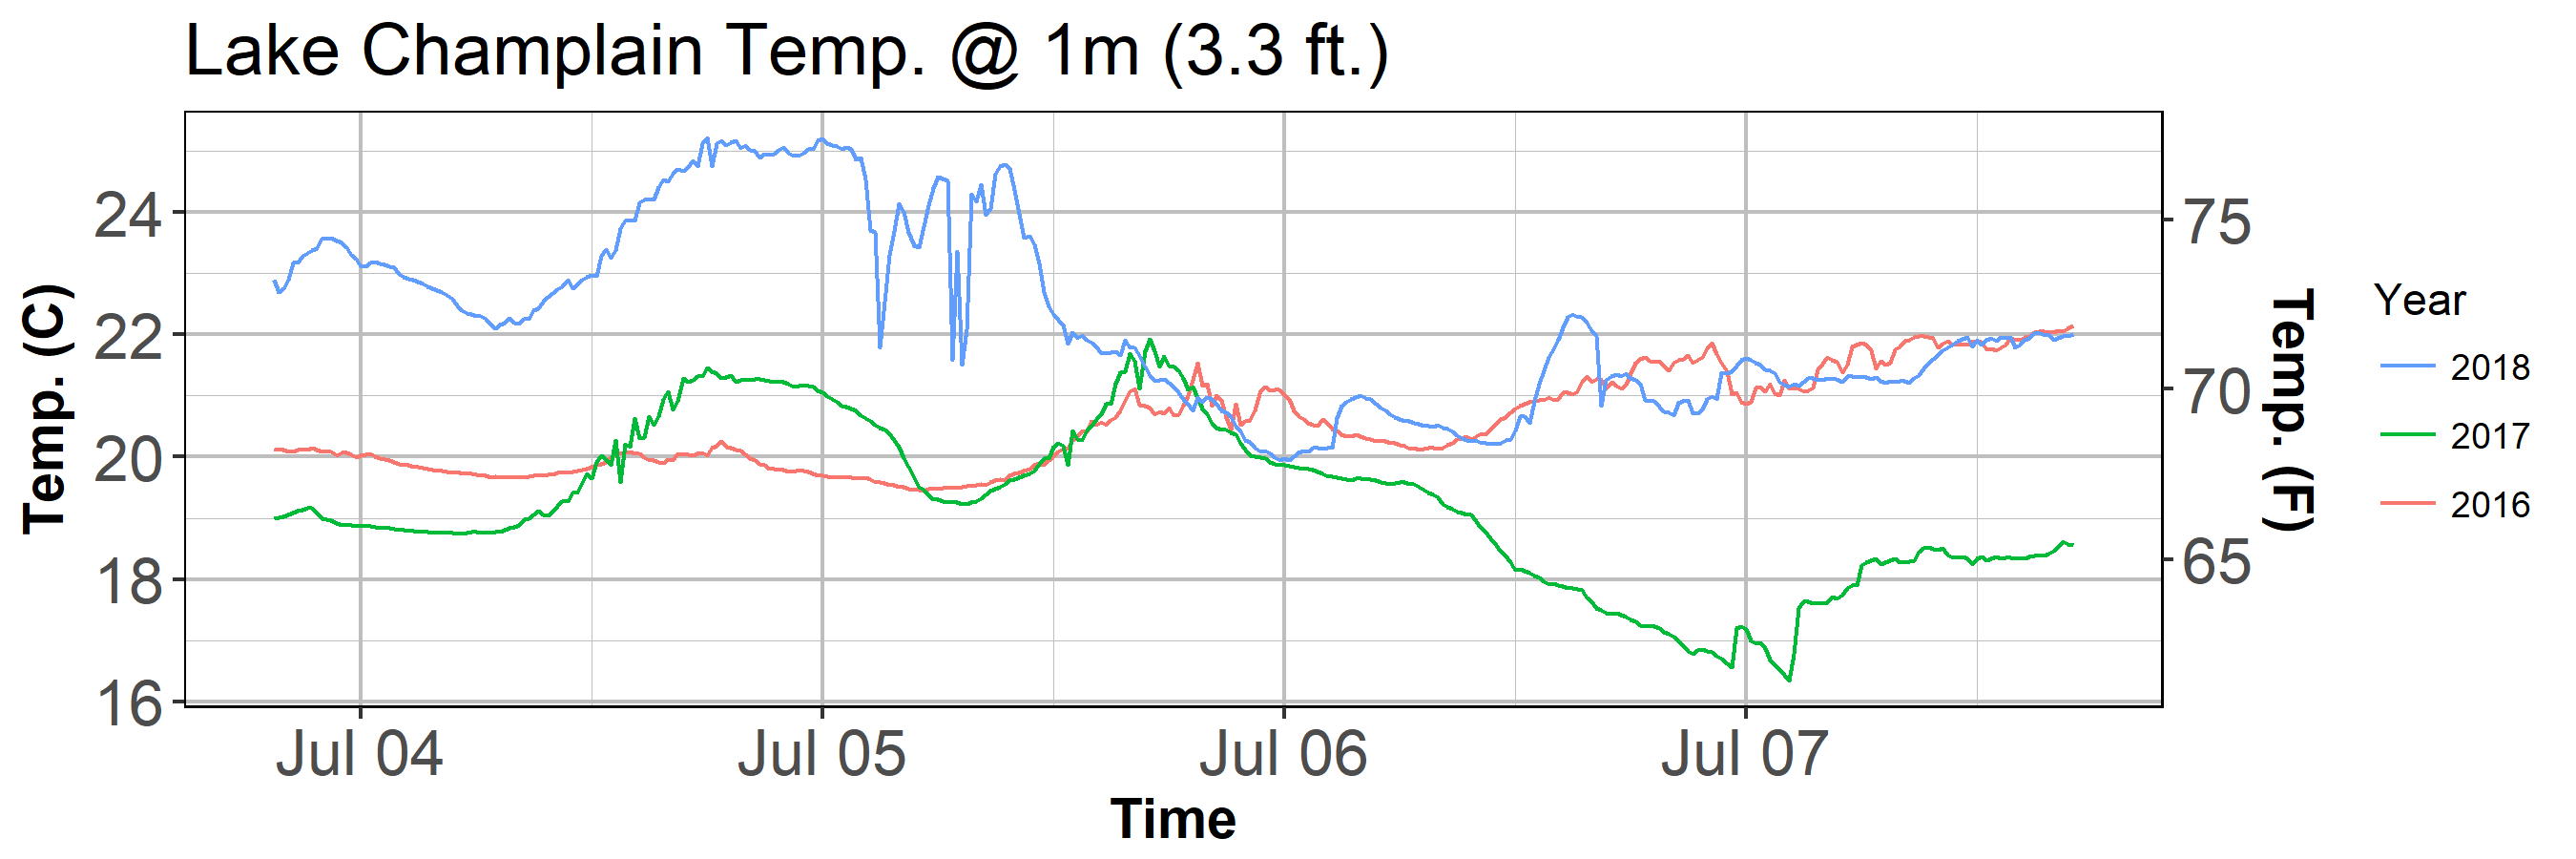 Lake Champlain Temp. @ 1m (3.3 ft.)
Temp. (C)
24
22
20
18
16
75
70
65
Temp. (F)
Jul 04 Jul 05 Jul 06 Jul 07
Time
Year
2018
2017
2016